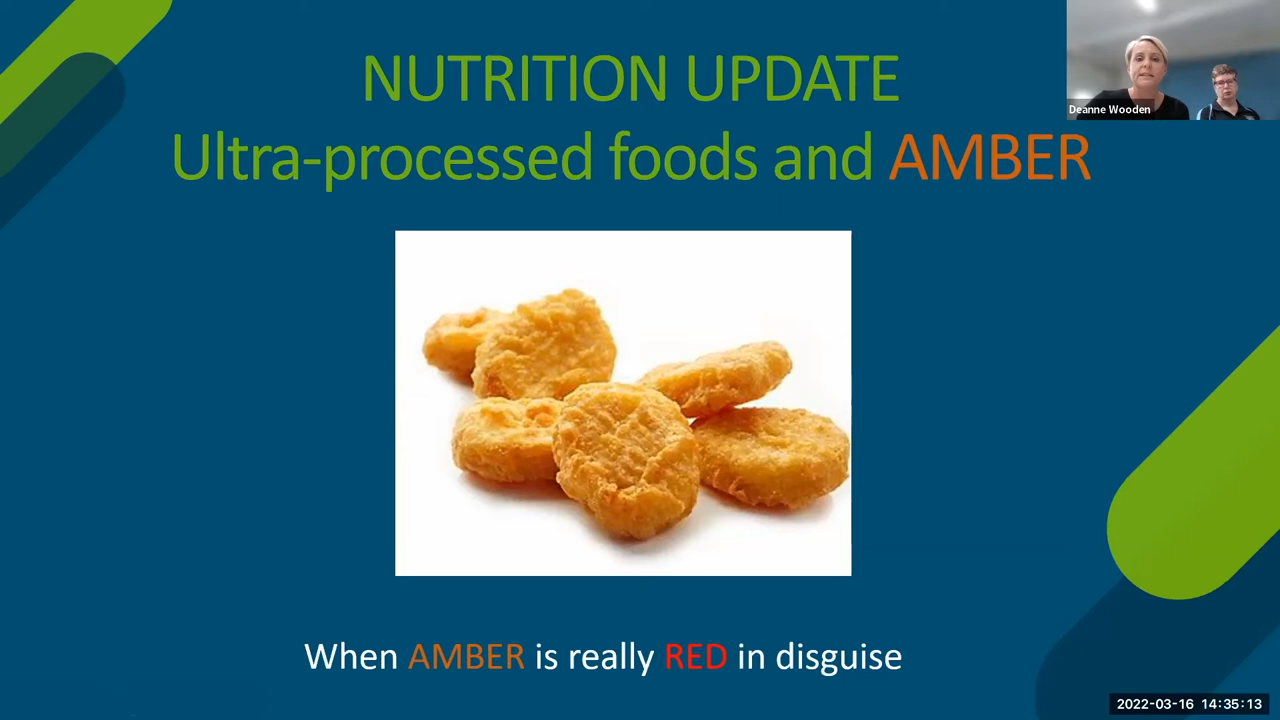 NUTRITION UPDATE
Ultra-processed foods and AMBER
Deanne Wooden
When AMBER is really RED in disguise
2022-03-16 14:35:13